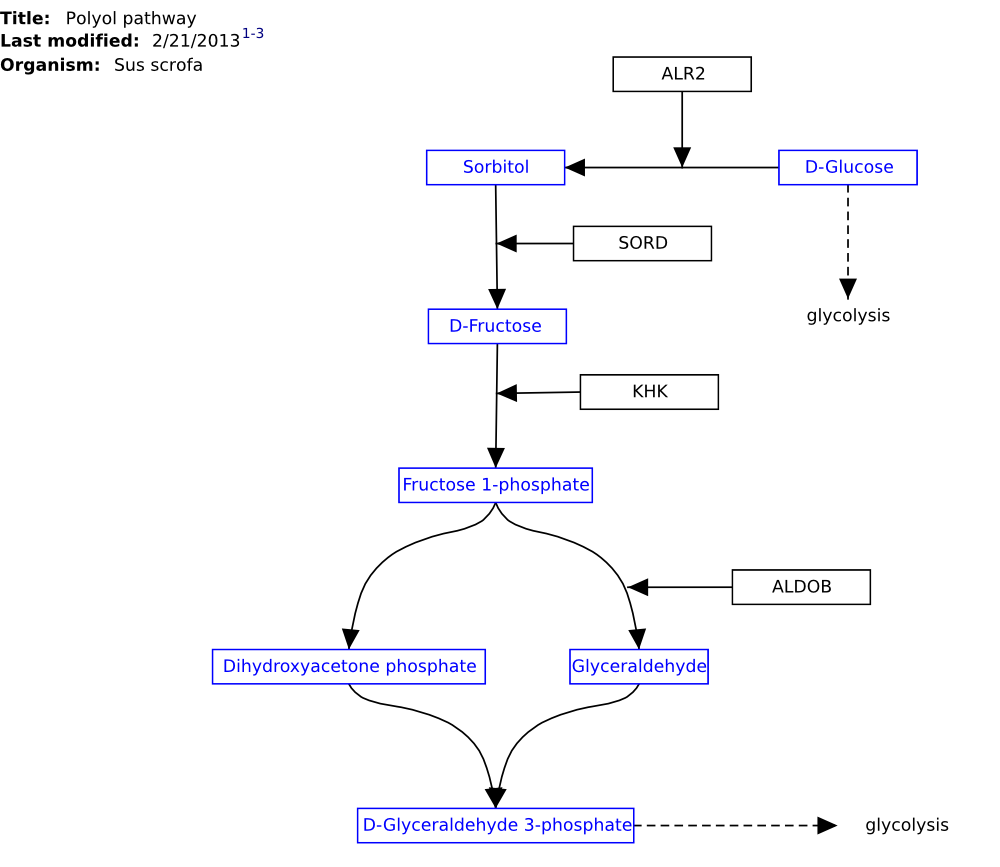 Title: Polyol pathway
Last modified: 2/21/2013 1-3
Organism: Sus scrofa
ALR2
Sorbitol
D-Glucose
SORD
glycolysis
D-Fructose
KHK
Fructose 1-phosphate
ALDOB
Dihydroxyacetone phosphate
Glyceraldehyde
D-Glyceraldehyde 3-phosphate
glycolysis